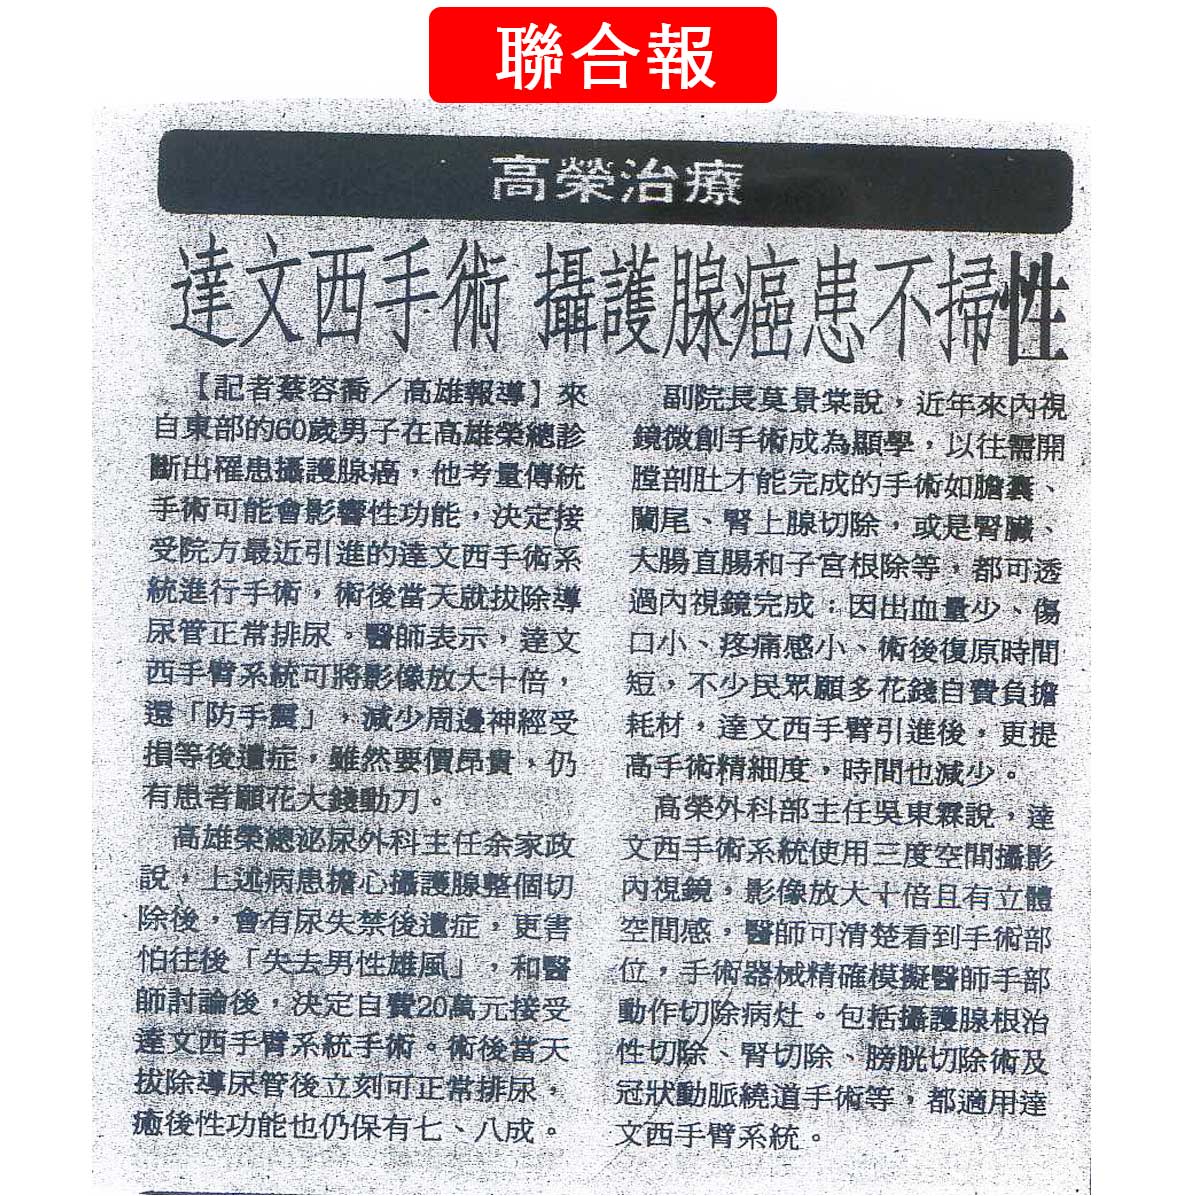 聯合報
高榮治療
達文西手術 攝護腺癌患不掃性
【記者蔡容喬／高雄報導】來
自東部的60歲男子在高雄榮總診
斷出罹患攝護腺癌，他考量傳統
手術可能會影響性功能，決定接
受院方最近引進的達文西手術系
統進行手術，術後當天就拔除導
尿管正常排尿。醫師表示，達文
西手臂系統可將影像放大十倍，
還「防手震」，減少周邊神經受
損等後遺症，雖然要價昂貴，仍
有患者願花大錢動刀。
高雄榮總泌尿外科主任余家政
說，上述病患擔心攝護腺整個切
除後，會有尿失禁後遺症，更害
怕往後「失去男性雄風」，和醫
師討論後，決定自費20萬元接受
達文西手臂系統手術。術後當天
拔除導尿管後立刻可正常排尿，
癒後性功能也仍保有七、八成。
副院長莫景棠說，近年來內視
鏡微創手術成為顯學，以往需開
膛剖肚才能完成的手術如膽囊、
闌尾、腎上腺切除，或是腎臟、
大腸直腸和子宮根除等，都可透
過內視鏡完成；因出血量少、傷
口小、疼痛感小、術後復原時間
短，不少民眾願多花錢自費負擔
耗材，達文西手臂引進後，更提
高手術精細度，時間也減少。
高榮外科部主任吳東霖說，達
文西手術系統使用三度空間攝影
內視鏡，影像放大十倍且有立體
空間感，醫師可清楚看到手術部
位，手術器械精確模擬醫師手部
動作切除病灶。包括攝護腺根治
性切除、腎切除、膀胱切除術及
冠狀動脈繞道手術等，都適用達
文西手臂系統。